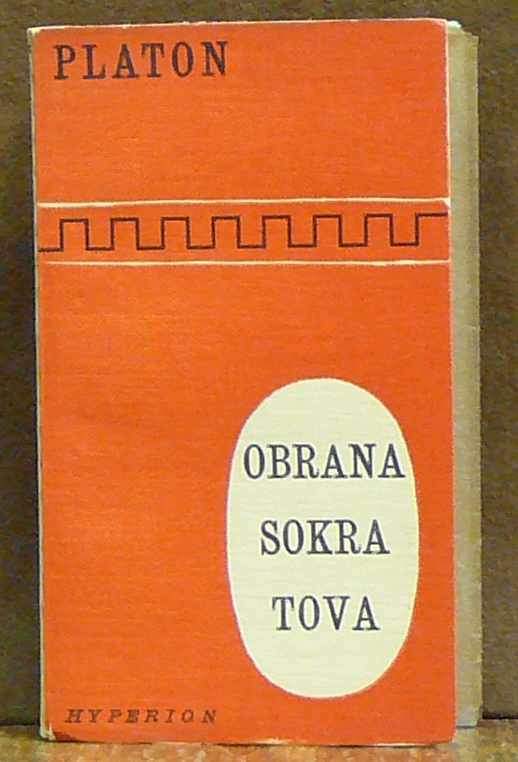 PLATON
OBRANA
SOKRA
TOVA
HYPERION